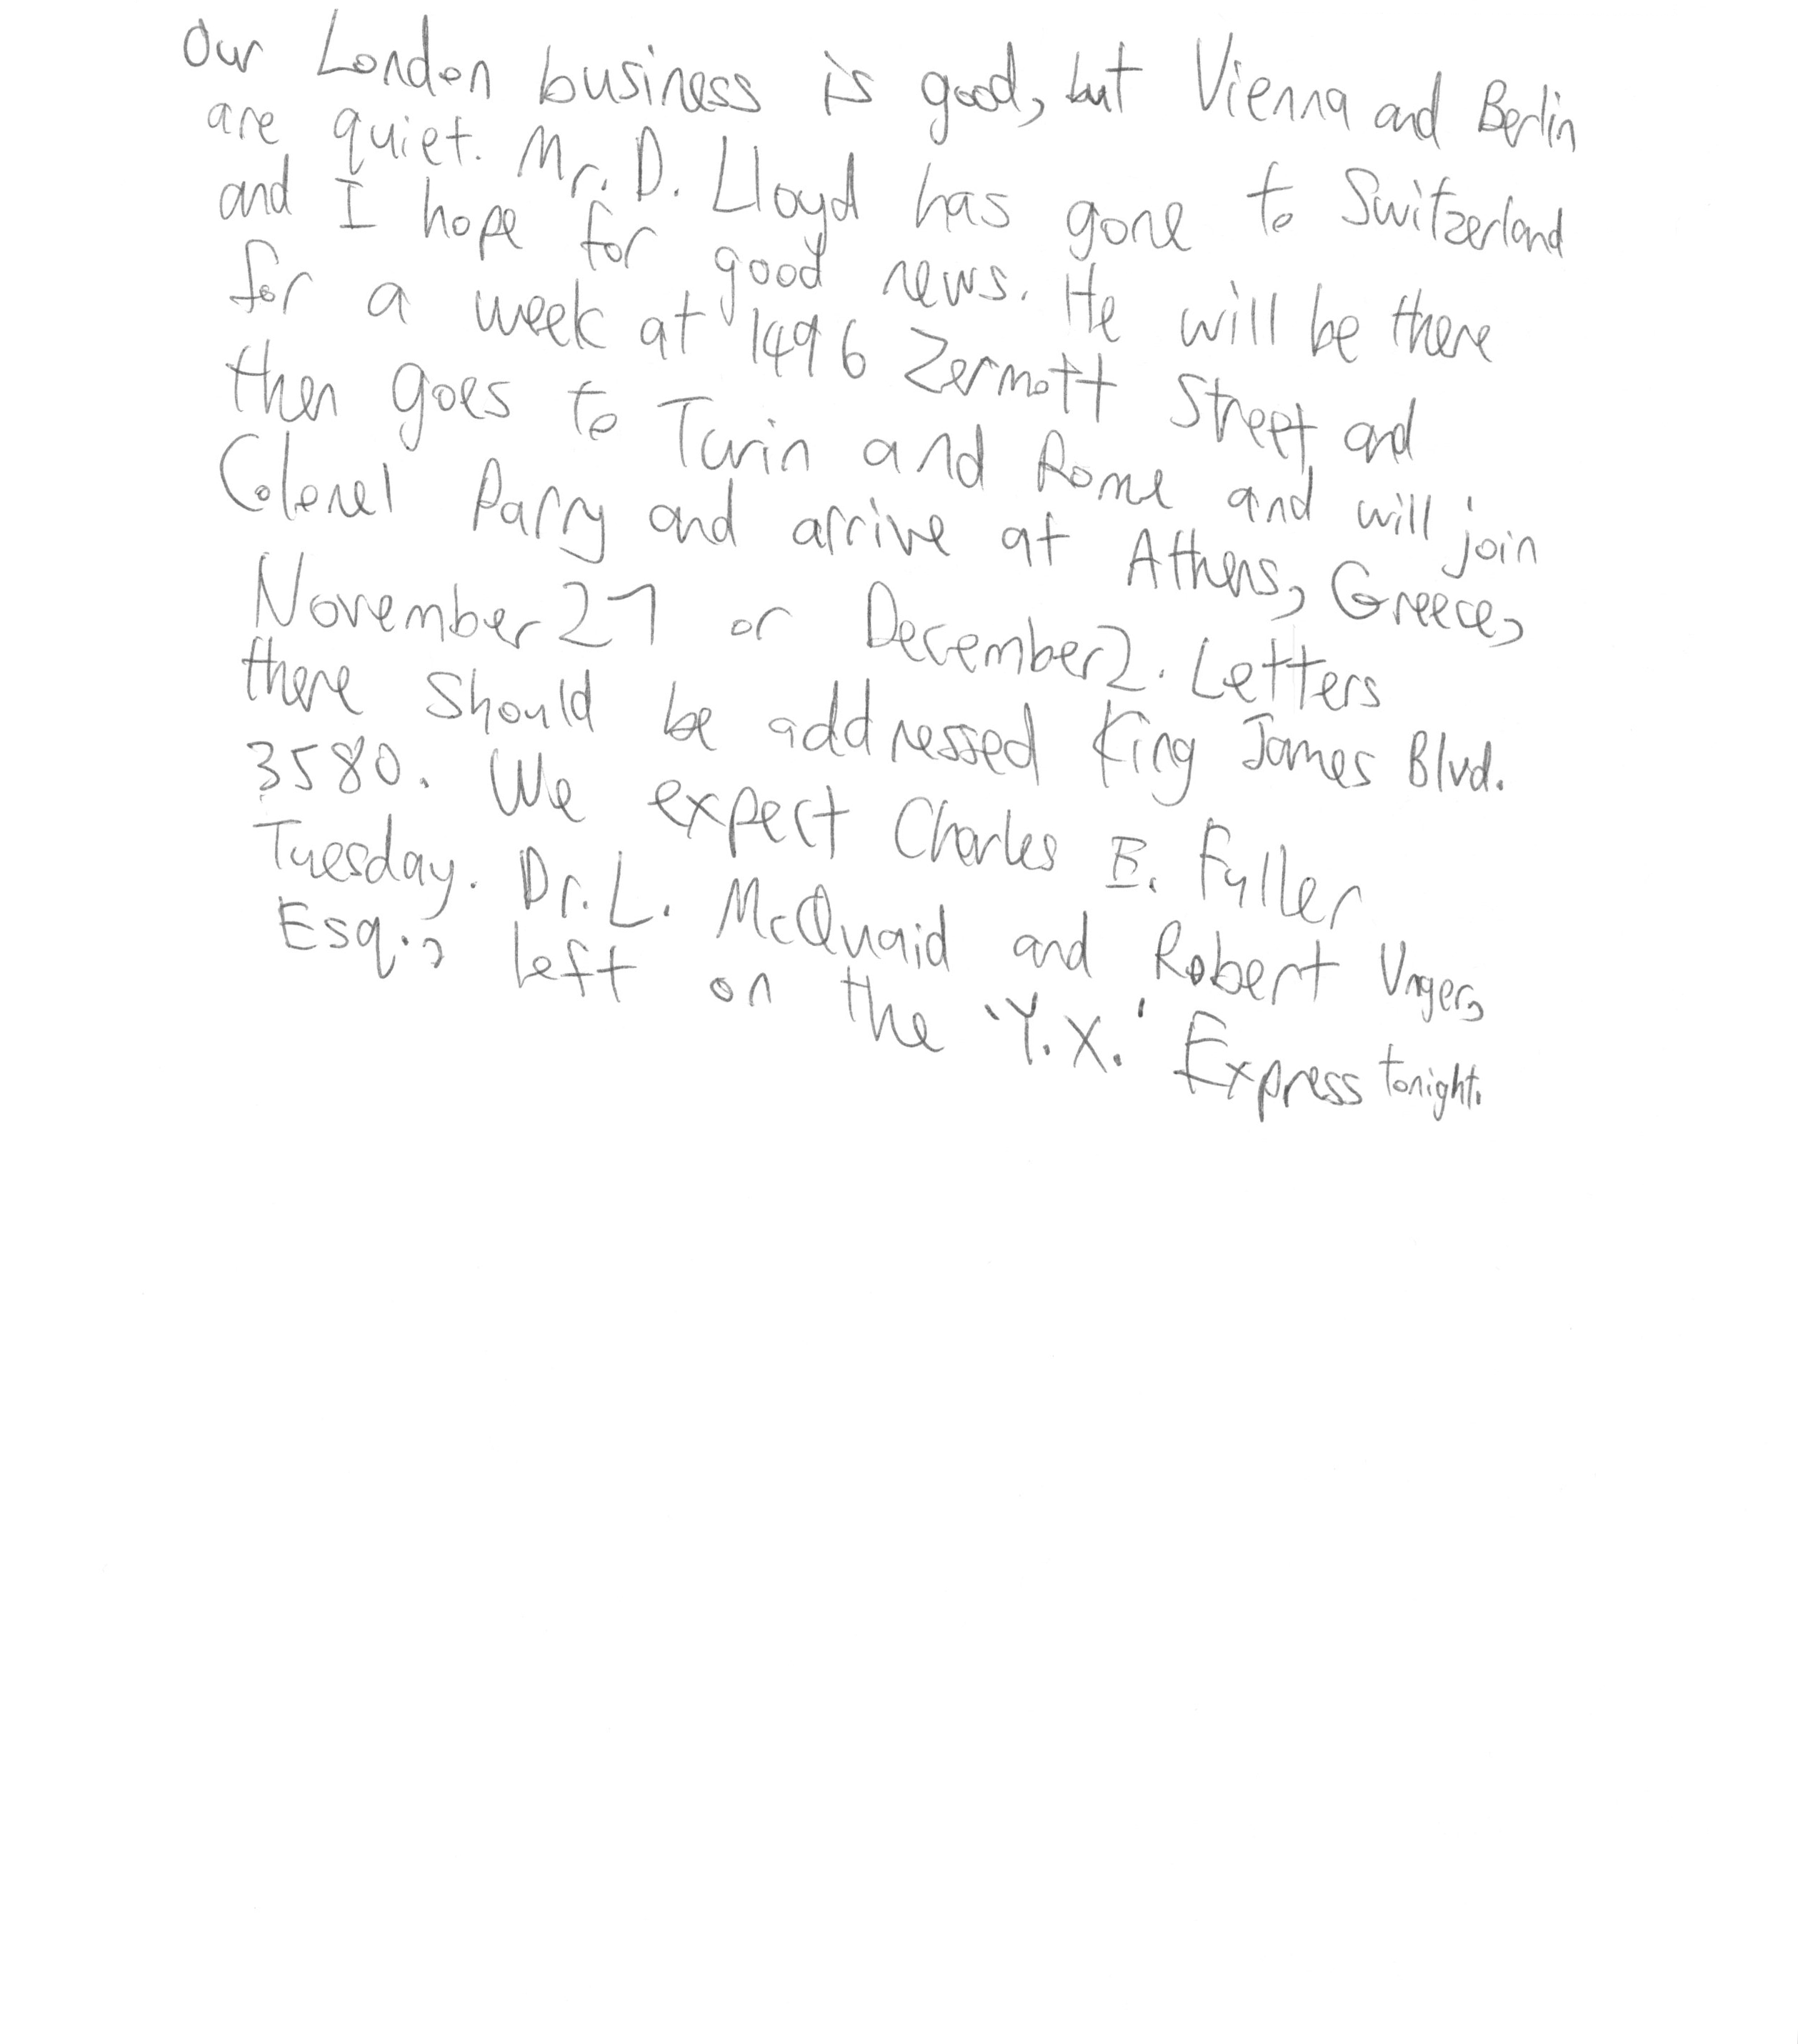 Our London business is good, but Vienna and Berlin
are quiet. Mr. D. Lloyd has gone to Switzerland
and I hope for good news. He will be there
for a week at 1496 Zermott Street and
then goes to Turin and Rome and will join
Colonel Parry and arrive at Athens, Greece,
November 27 or December 2. Letters
there should be addressed King James Blvd.
3580. We expect Charles E. Fuller
Tuesday. Dr. L. McQuaid and Robert Unger,
Esq., left on the 'Y.X.' Express tonight.